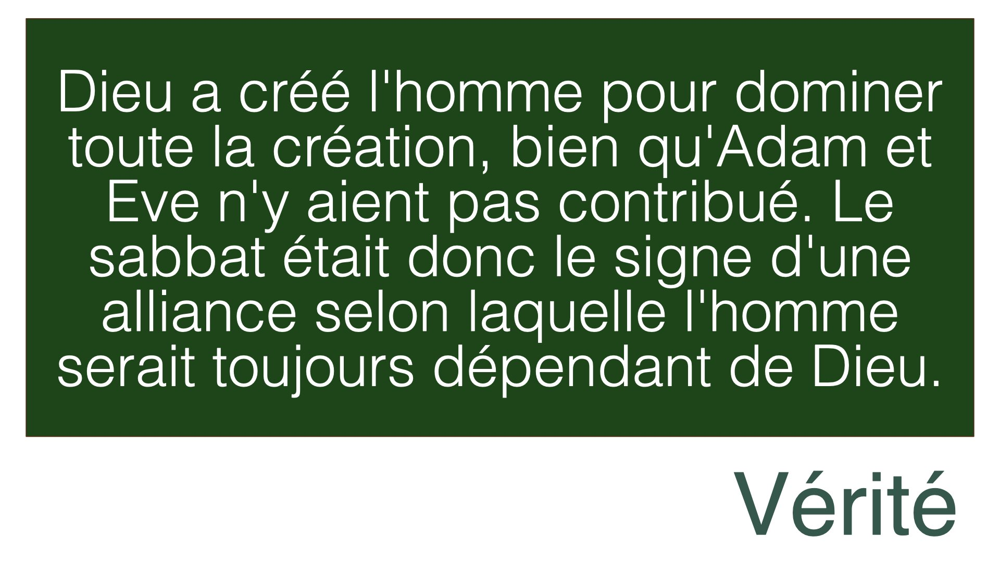 Dieu a créé l'homme pour dominer
toute la création, bien qu'Adam et
Eve n'y aient pas contribué. Le
sabbat était donc le signe d'une
alliance selon laquelle l'homme
serait toujours dépendant de Dieu.
Vérité